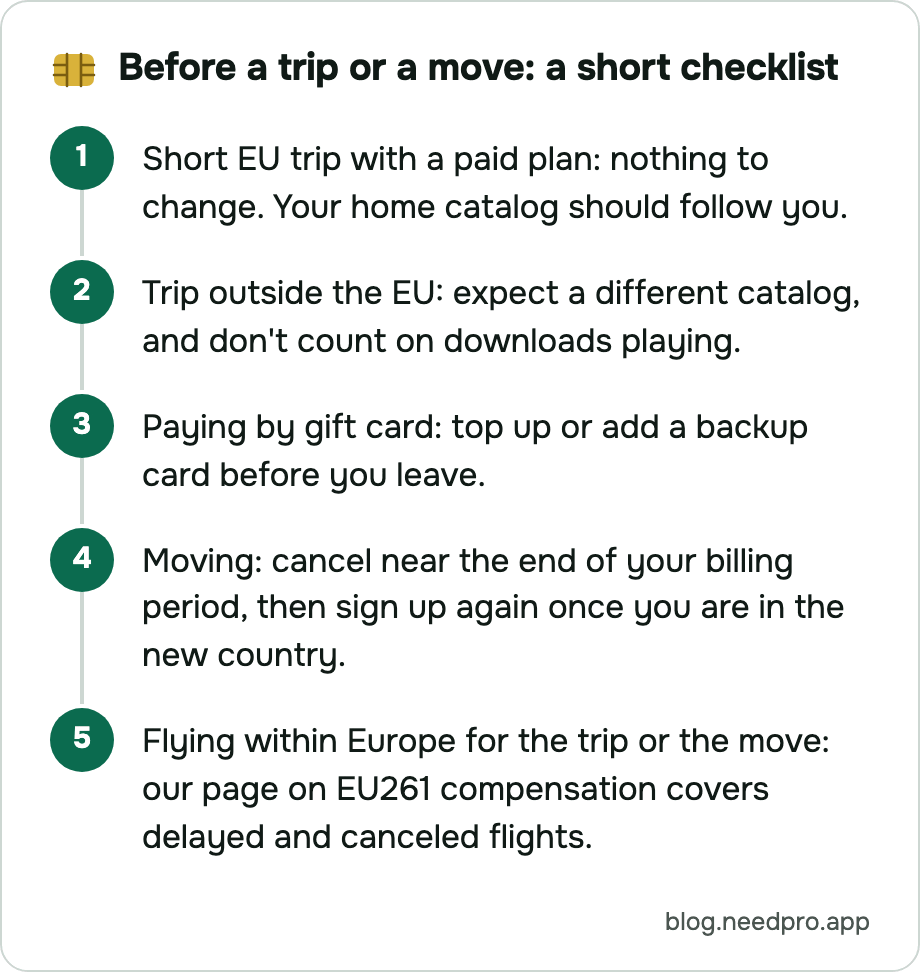 Before a trip or a move: a short checklist
1
Short EU trip with a paid plan: nothing to
change. Your home catalog should follow you.
2
Trip outside the EU: expect a different catalog,
and don't count on downloads playing.
3
Paying by gift card: top up or add a backup
card before you leave.
4
Moving: cancel near the end of your billing
period, then sign up again once you are in the
new country.
5
Flying within Europe for the trip or the move:
our page on EU261 compensation covers
delayed and canceled flights.
blog.needpro.app